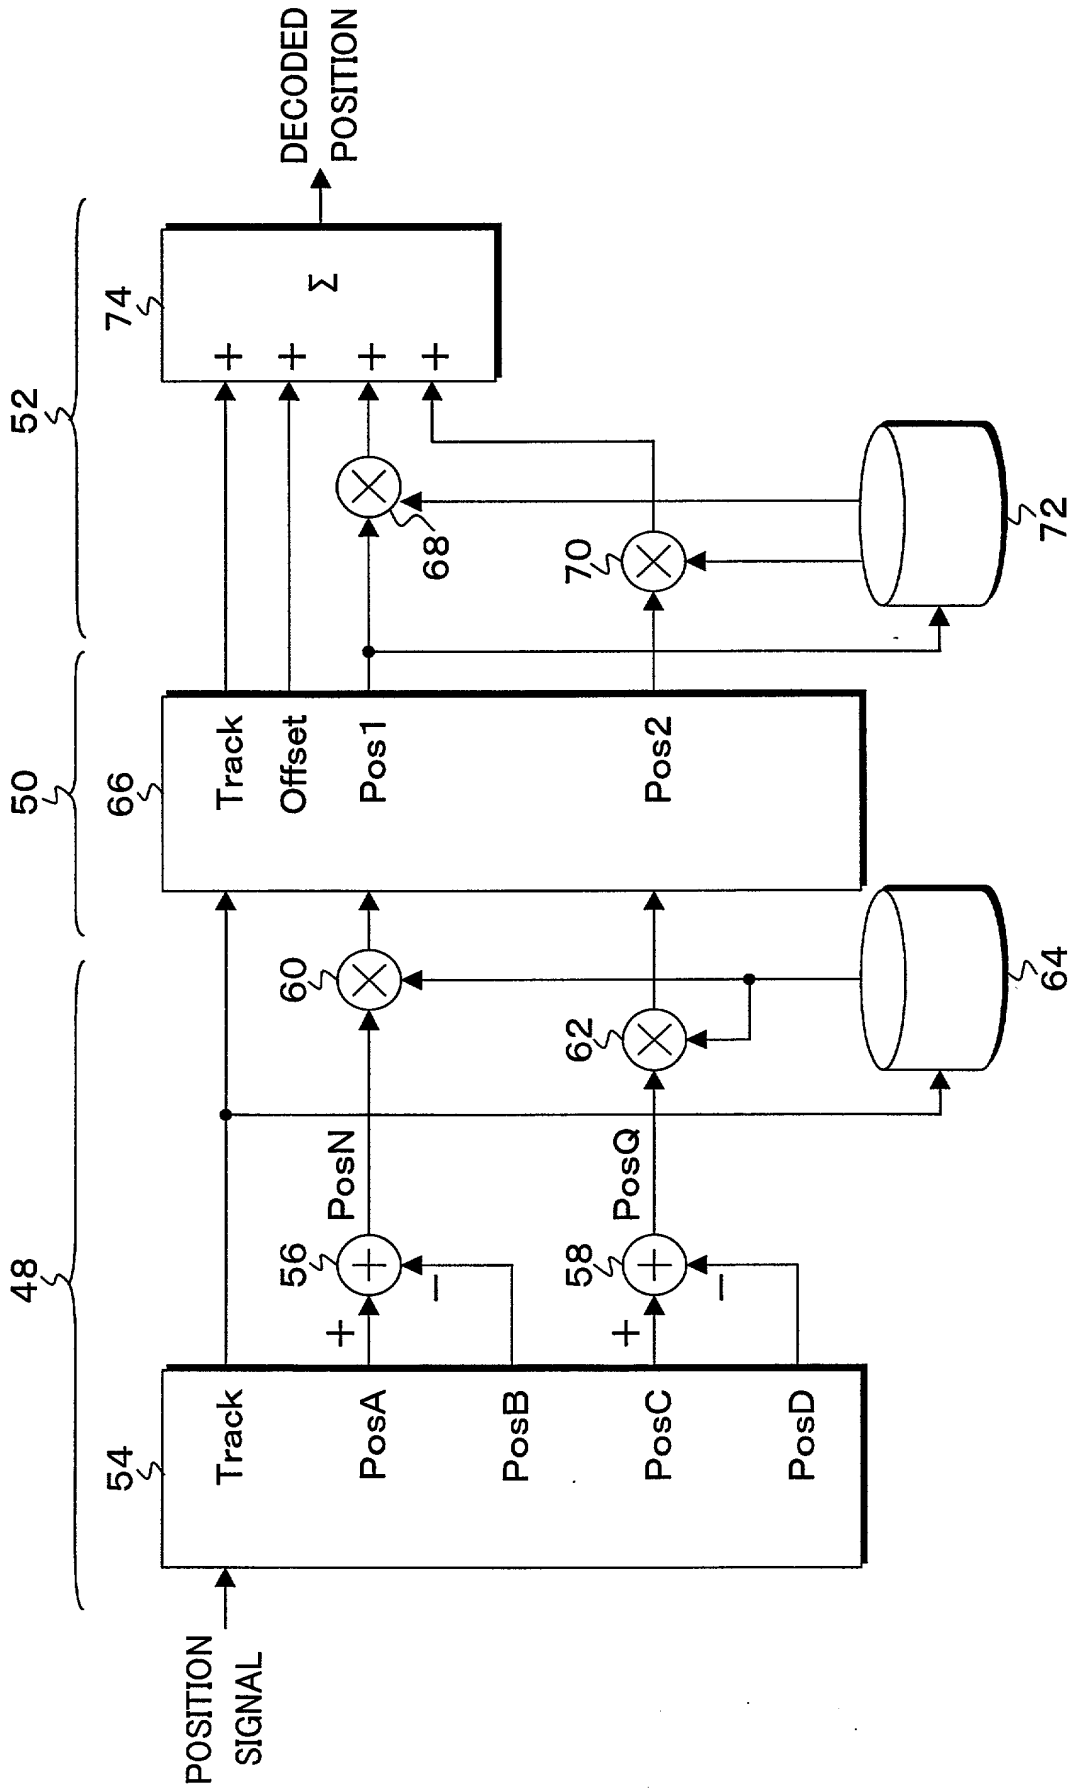 48
50
52
POSITION
SIGNAL
54
Track
PosA
PosB
PosC
PosD
+
−
56
PosN
+
−
58
PosQ
60
62
64
66
Track
Offset
Pos1
Pos2
68
70
72
74
+
+
+
+
Σ
DECODED
POSITION